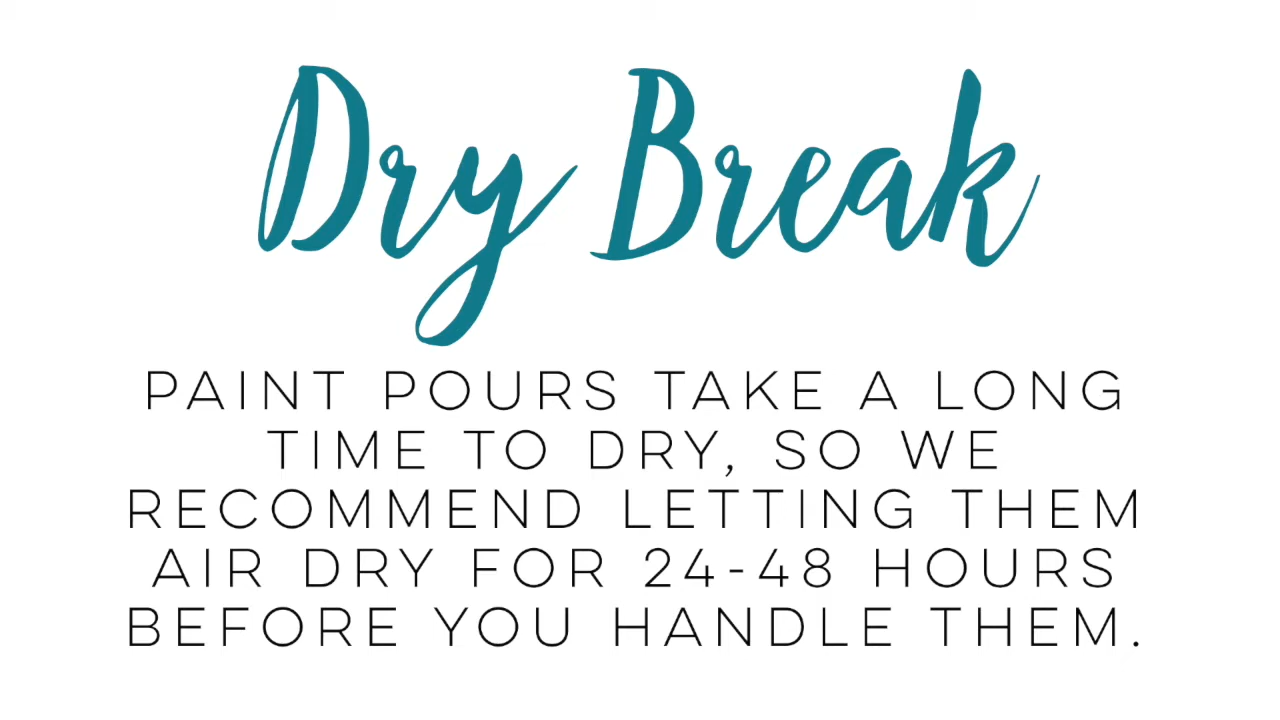 Dry Break
PAINT POURS TAKE A LONG
TIME TO DRY, SO WE
RECOMMEND LETTING THEM
AIR DRY FOR 24-48 HOURS
BEFORE YOU HANDLE THEM.